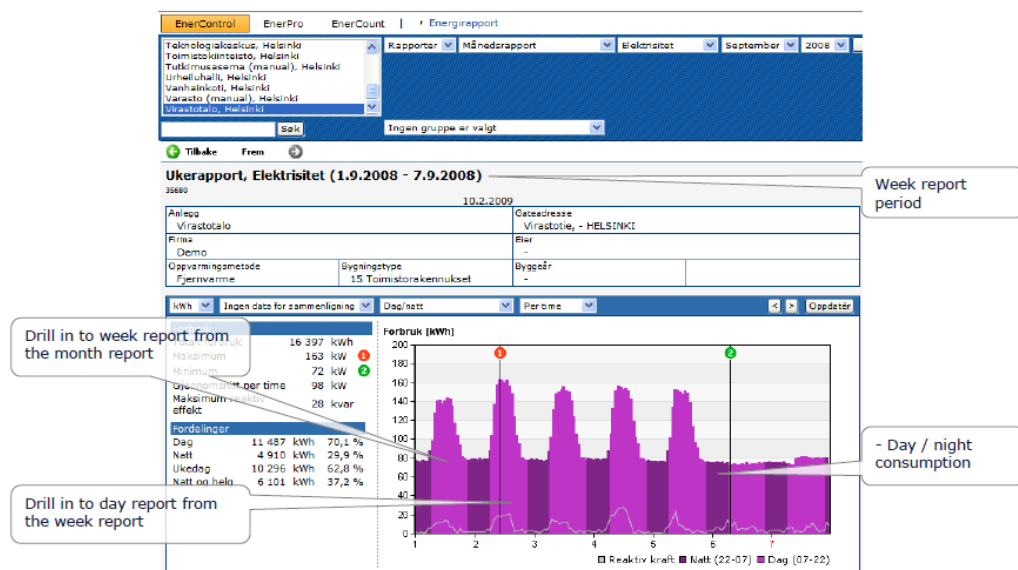 EnerControl EnerPro EnerCount | Energirapport
Teknologiakeskus, Helsinki
Toimistokiinteistö, Helsinki
Tutkimusasema (manual), Helsinki
Urheiluhalli, Helsinki
Vanhainkoti, Helsinki
Varasto (manual), Helsinki
Virastotalo, Helsinki
Rapporter Månedsrapport Elektrisitet September 2008
Søk Ingen gruppe er valgt
Tilbake Frem
Ukerapport, Elektrisitet (1.9.2008 - 7.9.2008)
35680
10.2.2009
Week report
period
Anlegg
Virastotalo
Gateadresse
Virastotie, - HELSINKI
Firma
Demo
Eier
-
Oppvarmingsmetode
Fjernvarme
Bygningstype
15 Toimistorakennukset
Byggeår
-
kWh Ingen data for sammenligning Dag/natt Per time < > Oppdatér
Drill in to week report from
the month report
forbruk 16 397 kWh
Maksimum 163 kW 1
Minimum 72 kW 2
Gjennomsnitt per time 98 kW
Maksimum reaktiv
effekt 28 kvar
Fordelinger
Dag 11 487 kWh 70,1 %
Natt 4 910 kWh 29,9 %
Ukedag 10 296 kWh 62,8 %
Natt og helg 6 101 kWh 37,2 %
Drill in to day report from
the week report
Forbruk [kWh]
200
1 2
180
160
140
120
100
80
60
40
20
0
1 2 3 4 5 6 7
Reaktiv kraft Natt (22-07) Dag (07-22)
- Day / night
consumption